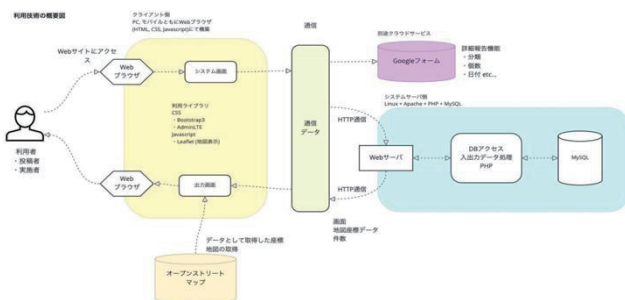 利用技術の概要図
クライアント側
PC, モバイルともにWebブラウザ
(HTML, CSS, Javascript)にて構築
通信
別途クラウドサービス
Webサイトにアクセ
ス
Web
ブラウザ
システム画面
Googleフォーム
詳細報告機能
・分類
・個数
・日付 etc...
システムサーバ側
Linux + Apache + PHP + MySQL
利用ライブラリ
CSS
・Bootstrap3
・AdminLTE
Javascript
・Leaflet (地図表示)
通信
データ
HTTP通信
利用者
・投稿者
・実施者
Webサーバ
DBアクセス
入出力データ処理
PHP
MySQL
Web
ブラウザ
出力画面
HTTP通信
画面
地図座標データ
件数
データとして取得した座標
地図の取得
オープンストリート
マップ